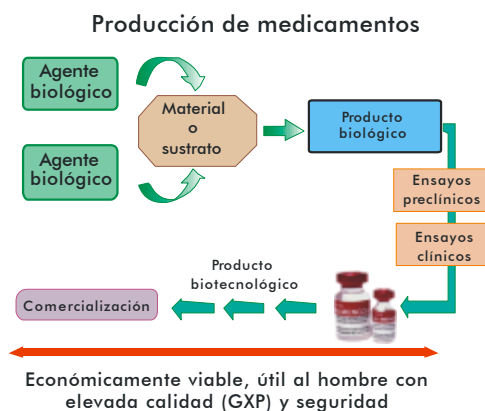 Producción de medicamentos
Agente
biológico
Material
o
sustrato
Producto
biológico
Agente
biológico
Ensayos
preclínicos
Ensayos
clínicos
Producto
biotecnológico
Comercialización
Económicamente viable, útil al hombre con
elevada calidad (GXP) y seguridad